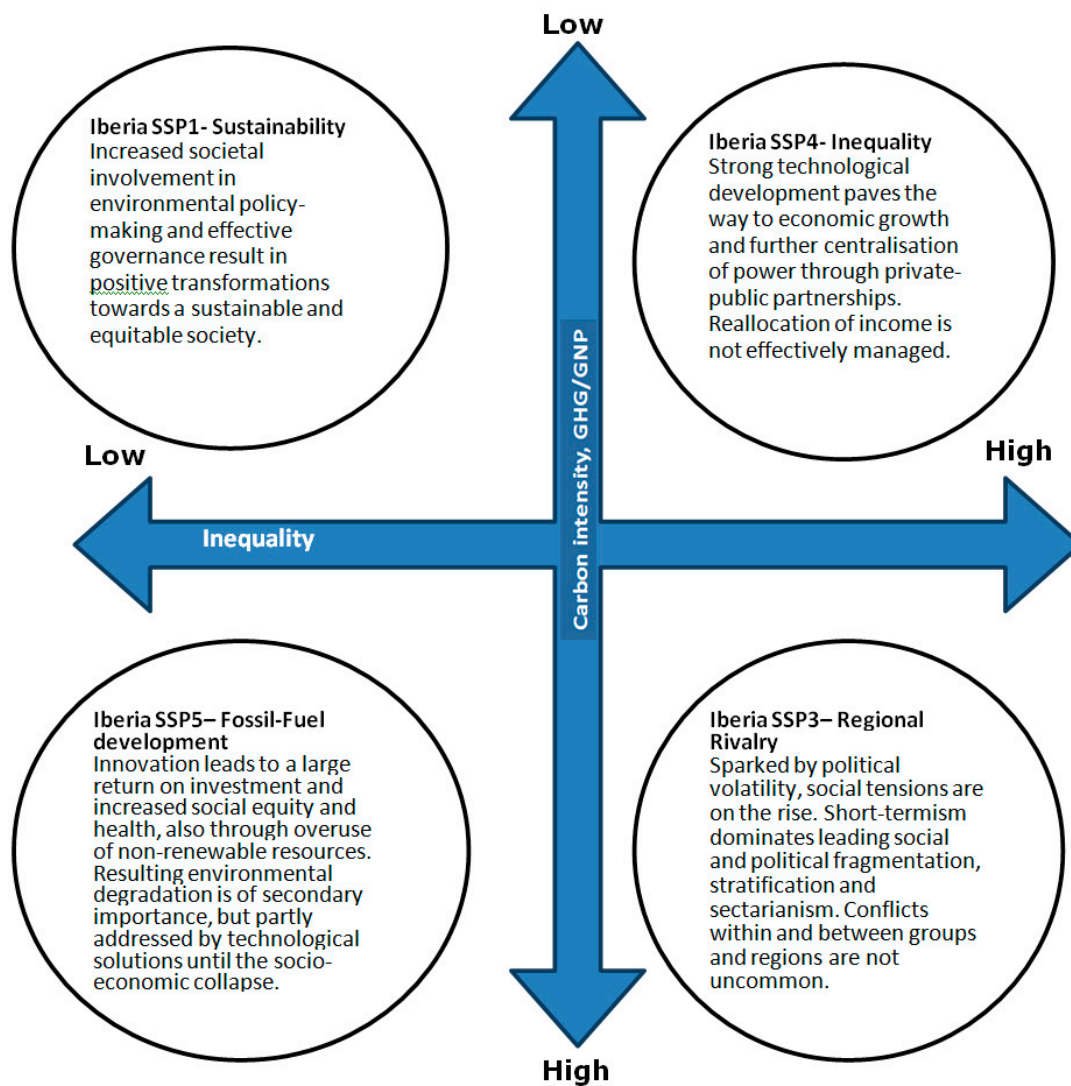 Low
Iberia SSP1- Sustainability
Increased societal
involvement in
environmental policy-
making and effective
governance result in
positive transformations
towards a sustainable and
equitable society.
Iberia SSP4- Inequality
Strong technological
development paves the
way to economic growth
and further centralisation
of power through private-
public partnerships.
Reallocation of income is
not effectively managed.
Carbon intensity, GHG/GNP
Low
High
Inequality
Iberia SSP5– Fossil-Fuel
development
Innovation leads to a large
return on investment and
increased social equity and
health, also through overuse
of non-renewable resources.
Resulting environmental
degradation is of secondary
importance, but partly
addressed by technological
solutions until the socio-
economic collapse.
Iberia SSP3– Regional
Rivalry
Sparked by political
volatility, social tensions are
on the rise. Short-termism
dominates leading social
and political fragmentation,
stratification and
sectarianism. Conflicts
within and between groups
and regions are not
uncommon.
High